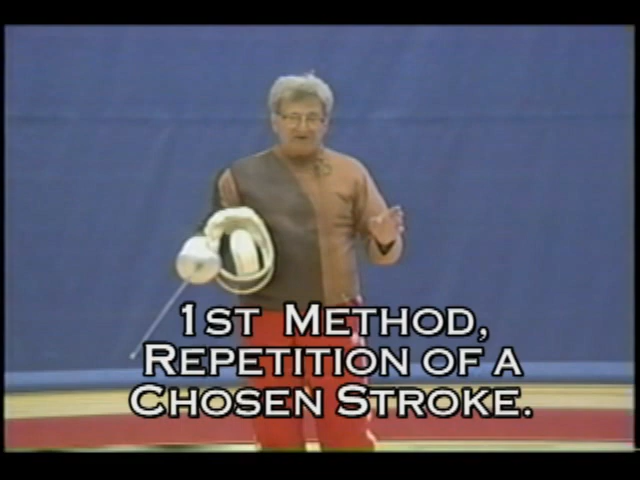 1st Method,
Repetition of a
Chosen Stroke.